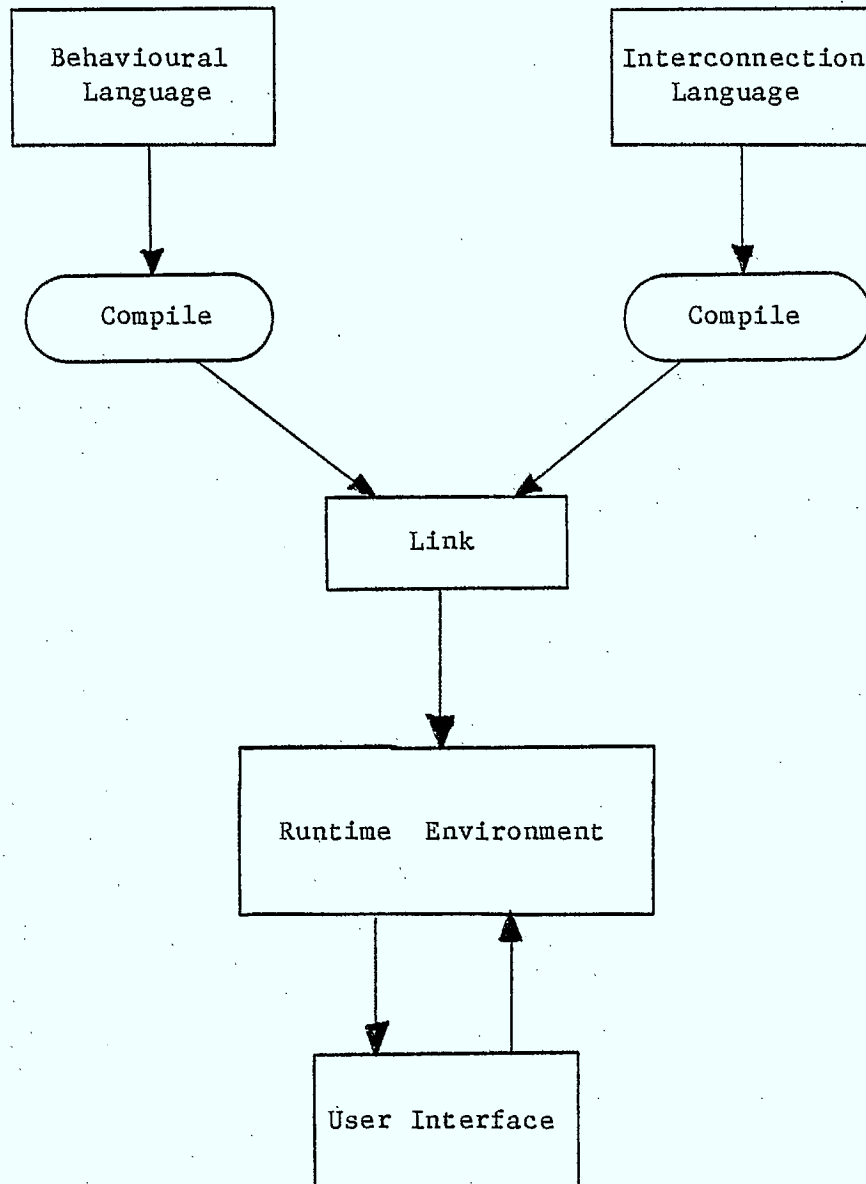 Behavioural
Language
Interconnection
Language
Compile
Compile
Link
Runtime Environment
User Interface